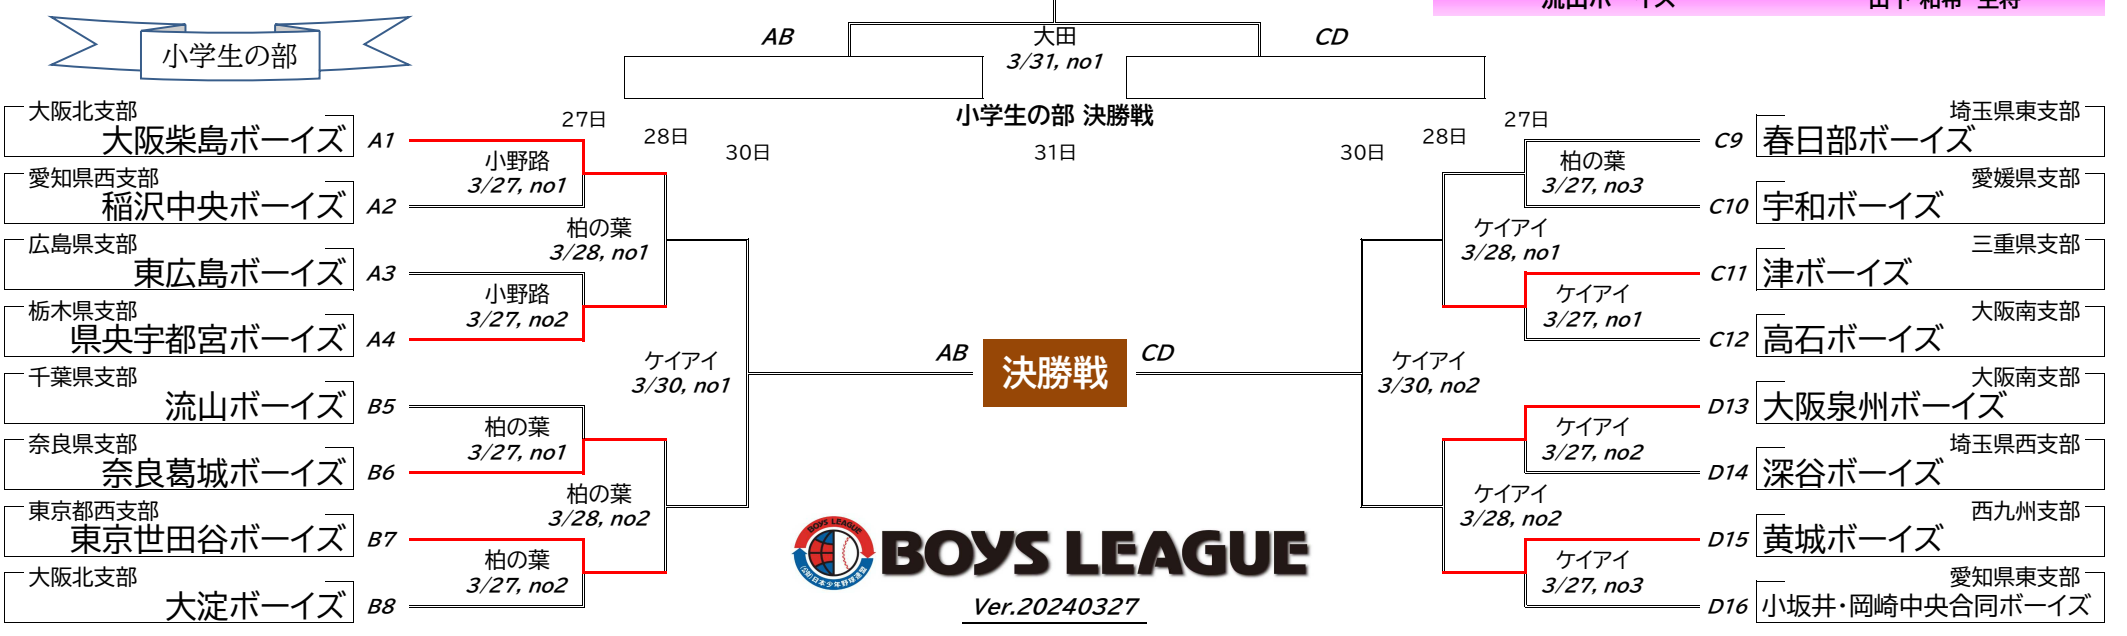 小学生の部
AB
大田
3/31, no1
CD
小学生の部 決勝戦
27日
28日
30日
31日
30日
28日
27日
大阪北支部
大阪柴島ボーイズ
A1
小野路
3/27, no1
愛知県西支部
稲沢中央ボーイズ
A2
柏の葉
3/28, no1
広島県支部
東広島ボーイズ
A3
小野路
3/27, no2
栃木県支部
県央宇都宮ボーイズ
A4
ケイアイ
3/30, no1
千葉県支部
流山ボーイズ
B5
柏の葉
3/27, no1
奈良県支部
奈良葛城ボーイズ
B6
柏の葉
3/28, no2
東京都西支部
東京世田谷ボーイズ
B7
柏の葉
3/27, no2
大阪北支部
大淀ボーイズ
B8
AB
決勝戦
CD
埼玉県東支部
C9
春日部ボーイズ
柏の葉
3/27, no3
愛媛県支部
C10
宇和ボーイズ
ケイアイ
3/28, no1
三重県支部
C11
津ボーイズ
ケイアイ
3/27, no1
大阪南支部
C12
高石ボーイズ
ケイアイ
3/30, no2
大阪南支部
D13
大阪泉州ボーイズ
ケイアイ
3/27, no2
埼玉県西支部
D14
深谷ボーイズ
ケイアイ
3/28, no2
西九州支部
D15
黄城ボーイズ
ケイアイ
3/27, no3
愛知県東支部
D16
小坂井・岡崎中央合同ボーイズ
BOYS LEAGUE
(公財)日本少年野球連盟
BOYS LEAGUE
Ver.20240327